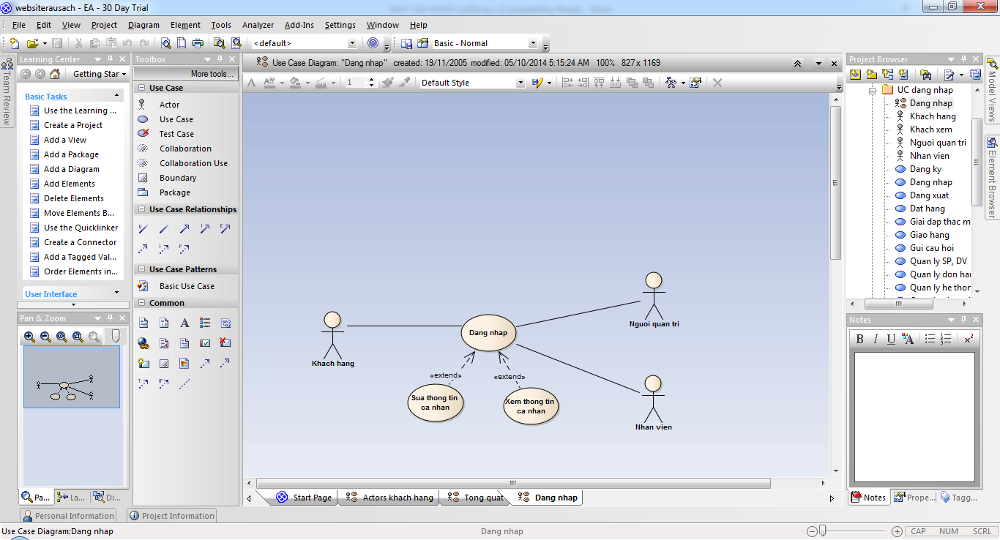 websiterausach - EA - 30 Day Trial
File Edit View Project Diagram Element Tools Analyzer Add-Ins Settings Window Help
<default>
Basic - Normal
Team Review
Learning Center
Getting Star
Basic Tasks
Use the Learning ...
Create a Project
Add a View
Add a Package
Add a Diagram
Add Elements
Delete Elements
Move Elements B...
Use the Quicklinker
Create a Connector
Add a Tagged Val...
Order Elements in...
User Interface
Pan & Zoom
Pa...
La...
Di...
Toolbox
More tools...
Use Case
Actor
Use Case
Test Case
Collaboration
Collaboration Use
Boundary
Package
Use Case Relationships
Use Case Patterns
Basic Use Case
Common
Use Case Diagram: "Dang nhap" created: 19/11/2005 modified: 05/10/2014 5:15:24 AM 100% 827 x 1169
1
Default Style
Nguoi quan tri
Dang nhap
Khach hang
«extend»
«extend»
Sua thong tin
ca nhan
Xem thong tin
ca nhan
Nhan vien
Start Page
Actors khach hang
Tong quat
Dang nhap
Project Browser
UC dang nhap
Dang nhap
Khach hang
Khach xem
Nguoi quan tri
Nhan vien
Dang ky
Dang nhap
Dang xuat
Dat hang
Giai dap thac m
Giao hang
Gui cau hoi
Quan ly SP, DV
Quan ly don han
Quan ly he thon
Notes
B I U A x²
Notes
Prope...
Tagg...
Model Views
Element Browser
Personal Information
Project Information
Use Case Diagram:Dang nhap
Dang nhap
CAP NUM SCRL